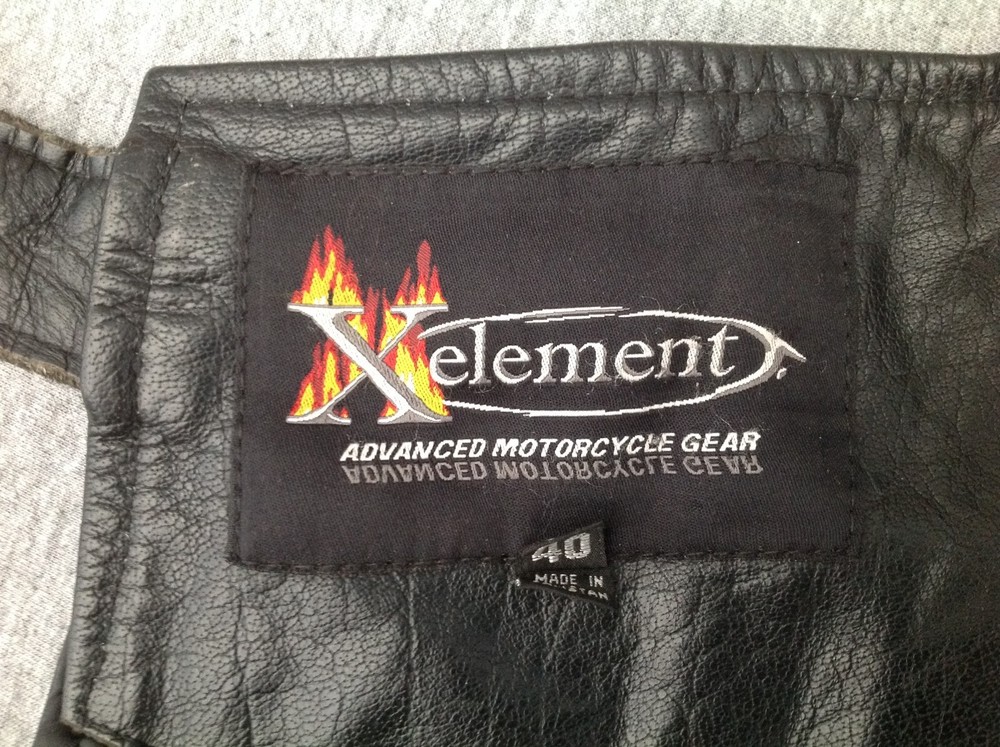 Xelement
ADVANCED MOTORCYCLE GEAR
ADVANCED MOTORCYCLE GEAR
40
MADE IN